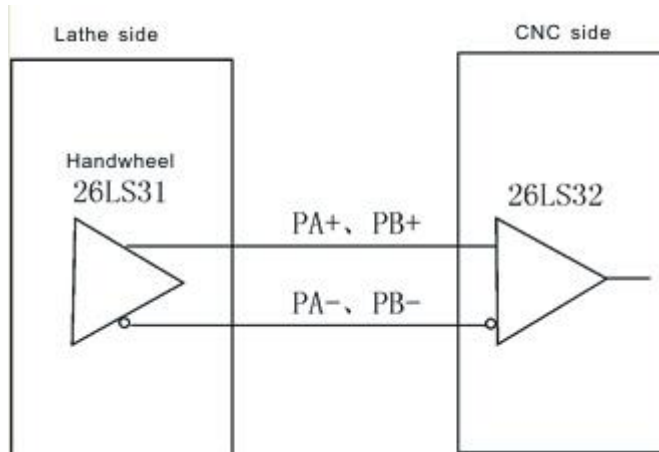 Lathe side
CNC side
Handwheel
26LS31
26LS32
PA+、PB+
PA-、PB-